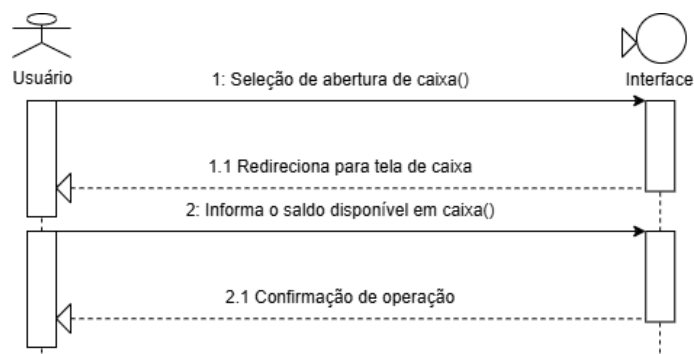 Usuário
Interface
1: Seleção de abertura de caixa()
1.1 Redireciona para tela de caixa
2: Informa o saldo disponível em caixa()
2.1 Confirmação de operação